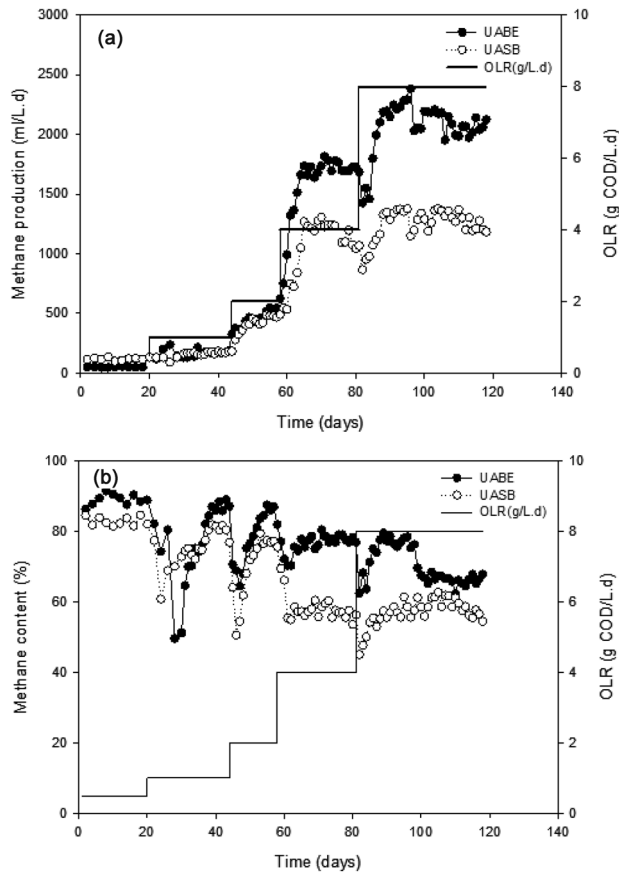 (a)
UABE
UASB
OLR(g/L.d)
Methane production (ml/L.d)
3000
2500
2000
1500
1000
500
0
OLR (g COD/L.d)
10
8
6
4
2
0
0 20 40 60 80 100 120 140
Time (days)
(b)
UABE
UASB
OLR(g/L.d)
Methane content (%)
100
80
60
40
20
0
OLR (g COD/L.d)
10
8
6
4
2
0
0 20 40 60 80 100 120 140
Time (days)